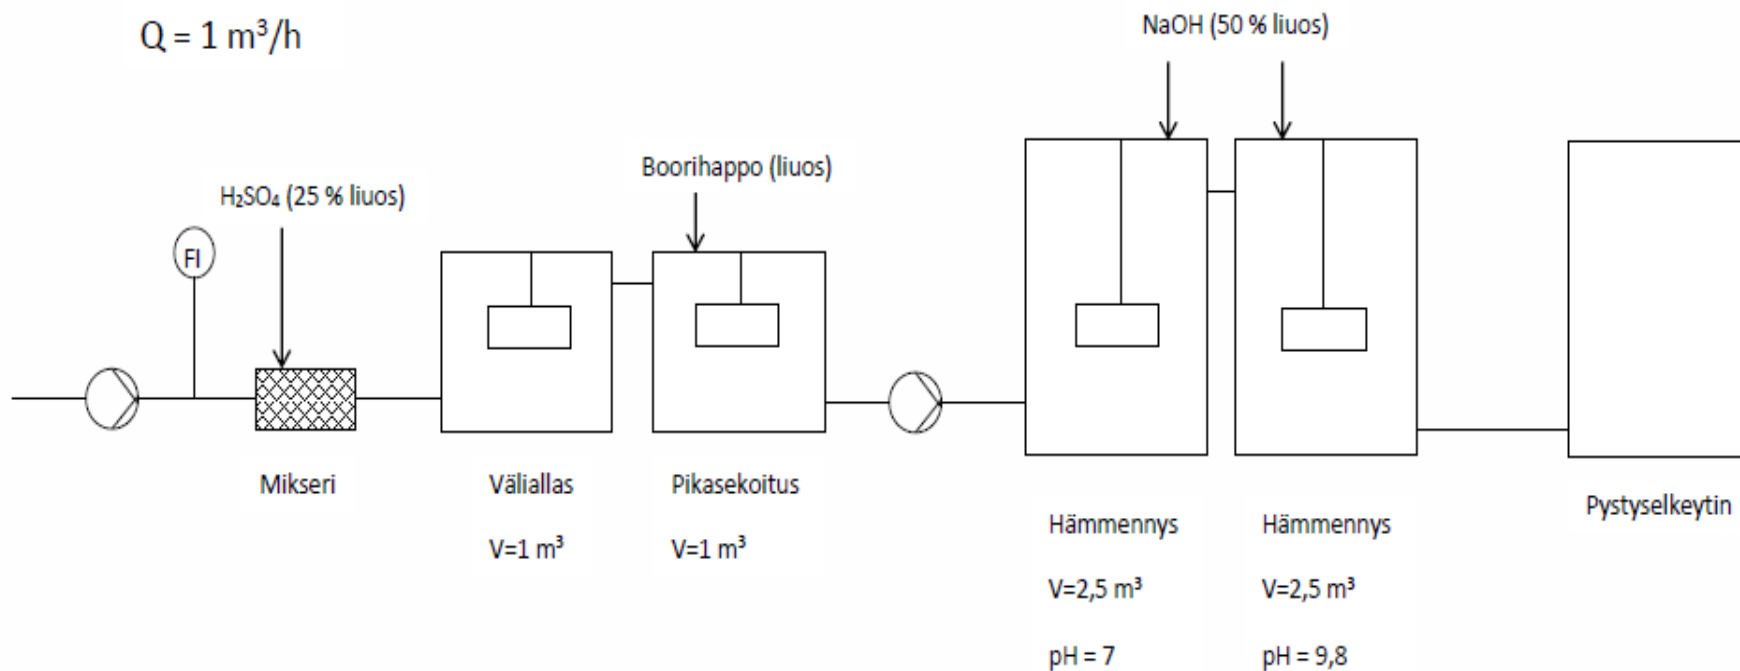 Q = 1 m³/h
NaOH (50 % liuos)
Boorihappo (liuos)
H₂SO₄ (25 % liuos)
FI
Mikseri
Väliallas
V=1 m³
Pikasekoitus
V=1 m³
Hämmennys
V=2,5 m³
pH = 7
Hämmennys
V=2,5 m³
pH = 9,8
Pystyselkeytin